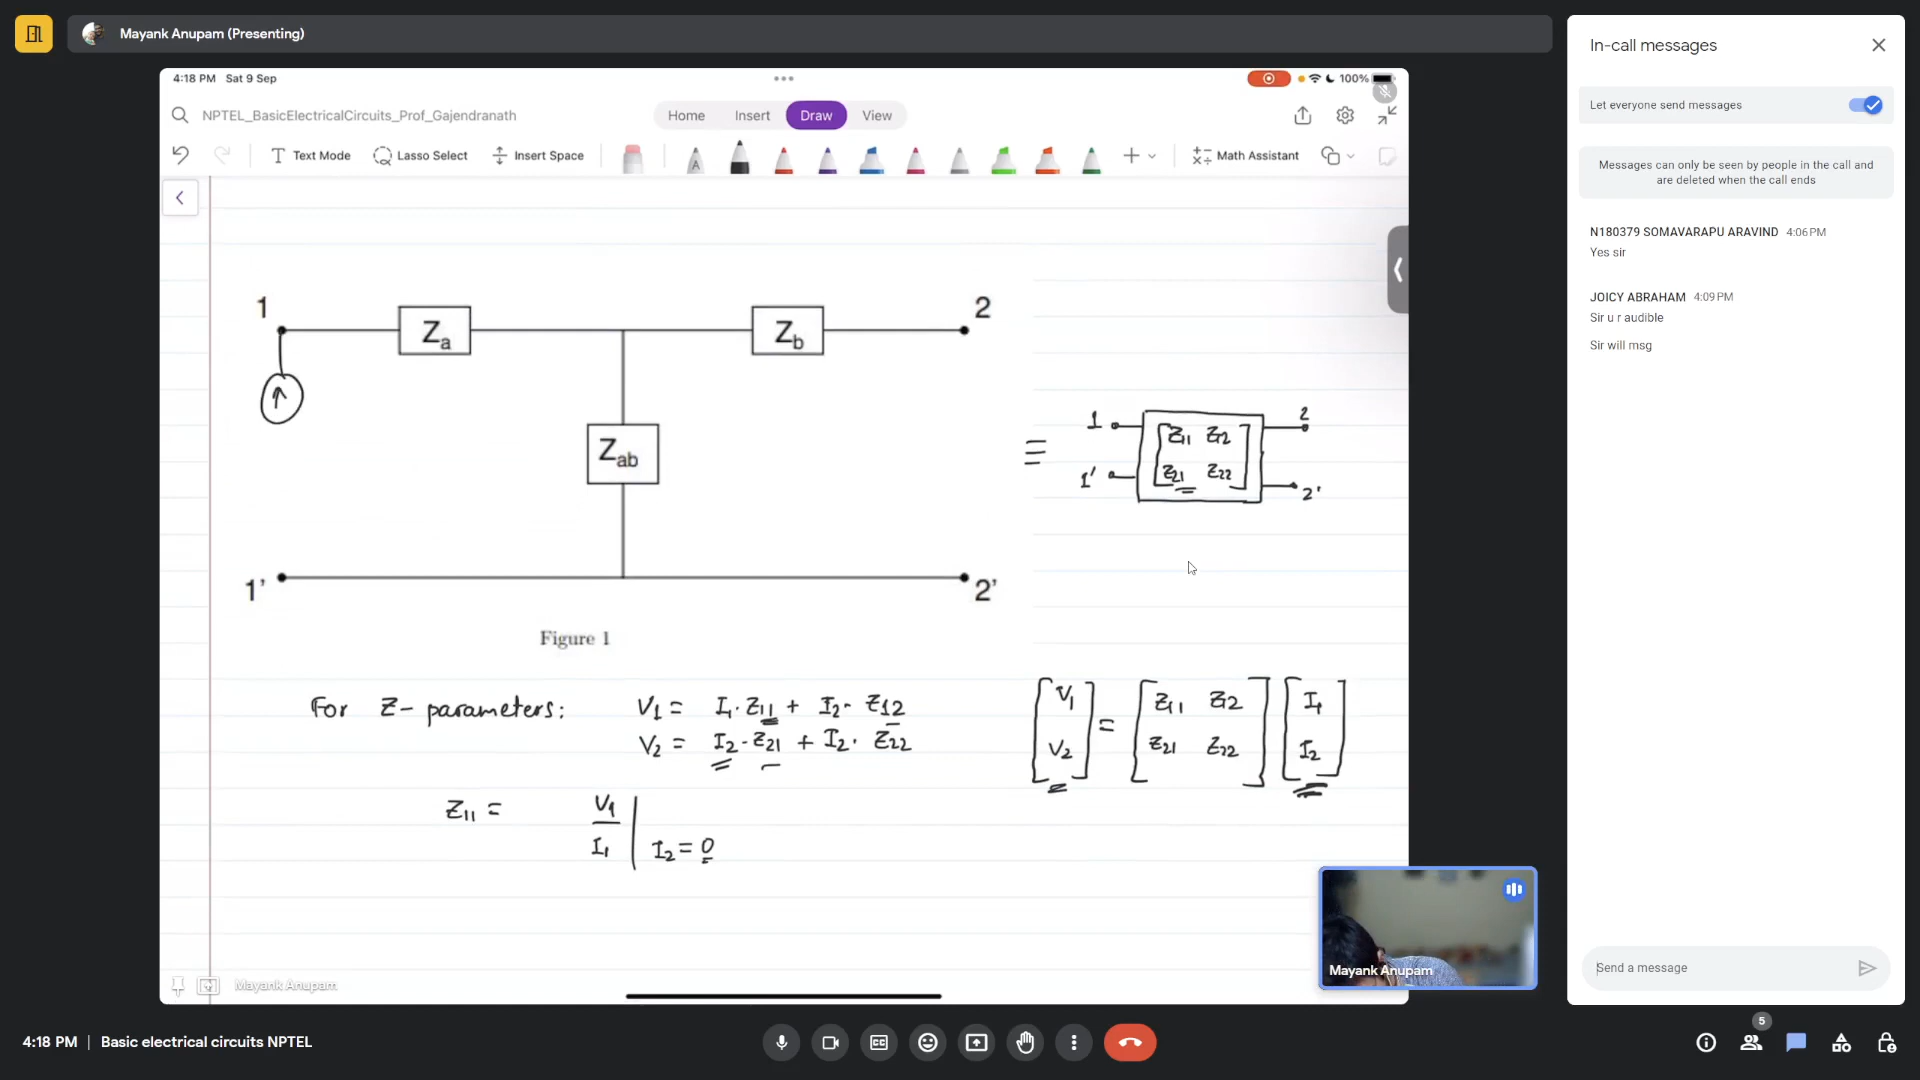 Mayank Anupam (Presenting)
4:18 PM Sat 9 Sep
100%
NPTEL_BasicElectricalCircuits_Prof_Gajendranath
Home Insert Draw View
Text Mode Lasso Select Insert Space Math Assistant
1 Za Zb 2
Zab
1' 2'
Figure 1
≡ 1 1' [Z11 Z12
Z21 Z22] 2 2'
For Z-parameters: V1 = I1. Z11 + I2. Z12
V2 = I2. Z21 + I2. Z22
[V1 V2] = [Z11 Z12 Z21 Z22] [I1 I2]
Z11 = V1/I1 | I2 = 0
Mayank Anupam
Mayank Anupam
4:18 PM | Basic electrical circuits NPTEL
CC
5
In-call messages
Let everyone send messages
Messages can only be seen by people in the call and
are deleted when the call ends
N180379 SOMAVARAPU ARAVIND 4:06 PM
Yes sir
JOICY ABRAHAM 4:09 PM
Sir u r audible
Sir will msg
Send a message